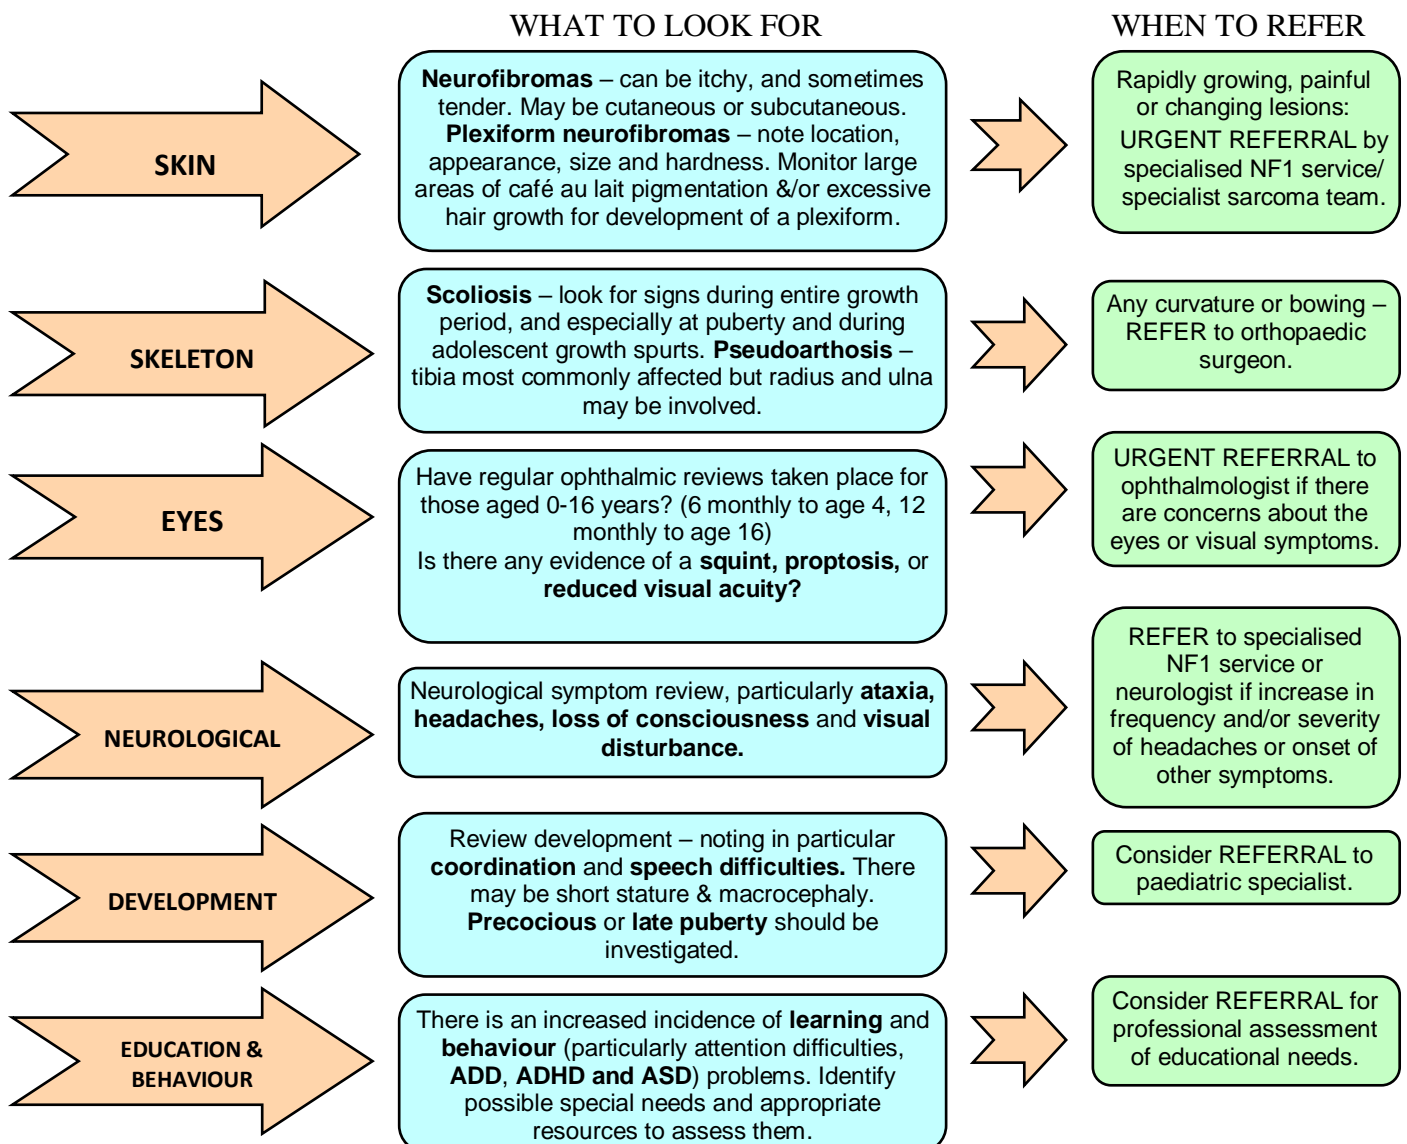 WHAT TO LOOK FOR
WHEN TO REFER
SKIN
Neurofibromas – can be itchy, and sometimes
tender. May be cutaneous or subcutaneous.
Plexiform neurofibromas – note location,
appearance, size and hardness. Monitor large
areas of café au lait pigmentation &/or excessive
hair growth for development of a plexiform.
Rapidly growing, painful
or changing lesions:
URGENT REFERRAL by
specialised NF1 service/
specialist sarcoma team.
SKELETON
Scoliosis – look for signs during entire growth
period, and especially at puberty and during
adolescent growth spurts. Pseudoarthosis –
tibia most commonly affected but radius and ulna
may be involved.
Any curvature or bowing –
REFER to orthopaedic
surgeon.
EYES
Have regular ophthalmic reviews taken place for
those aged 0-16 years? (6 monthly to age 4, 12
monthly to age 16)
Is there any evidence of a squint, proptosis, or
reduced visual acuity?
URGENT REFERRAL to
ophthalmologist if there
are concerns about the
eyes or visual symptoms.
NEUROLOGICAL
Neurological symptom review, particularly ataxia,
headaches, loss of consciousness and visual
disturbance.
REFER to specialised
NF1 service or
neurologist if increase in
frequency and/or severity
of headaches or onset of
other symptoms.
DEVELOPMENT
Review development – noting in particular
coordination and speech difficulties. There
may be short stature & macrocephaly.
Precocious or late puberty should be
investigated.
Consider REFERRAL to
paediatric specialist.
EDUCATION &
BEHAVIOUR
There is an increased incidence of learning and
behaviour (particularly attention difficulties,
ADD, ADHD and ASD) problems. Identify
possible special needs and appropriate
resources to assess them.
Consider REFERRAL for
professional assessment
of educational needs.